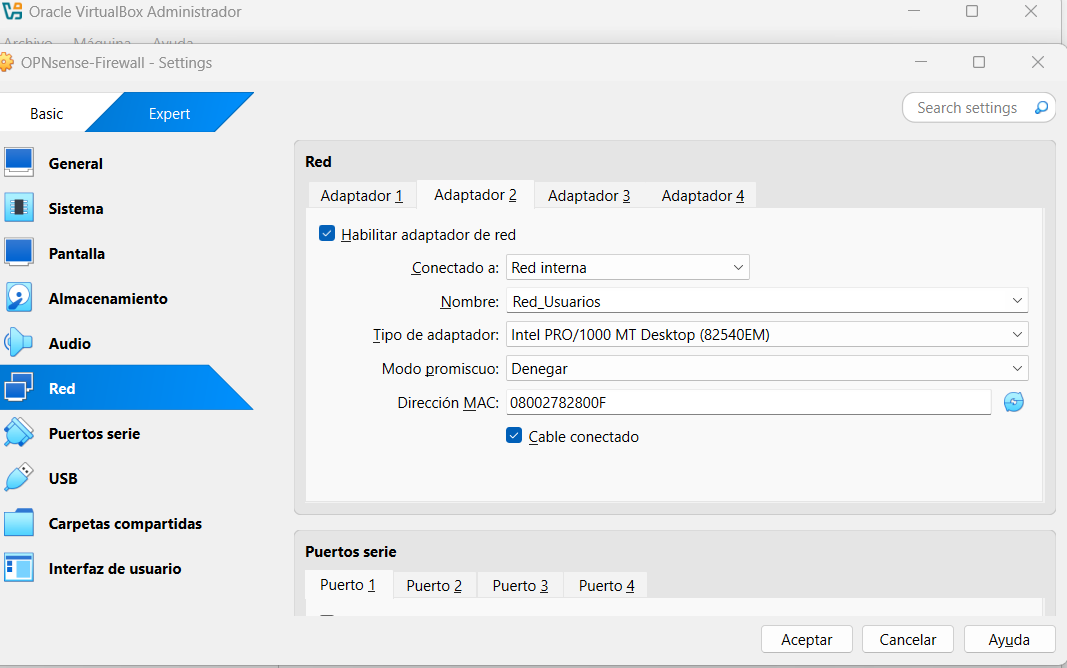 Oracle VirtualBox Administrador
Archivo Máquina Ayuda
OPNsense-Firewall - Settings
Basic Expert Search settings
General
Sistema
Pantalla
Almacenamiento
Audio
Red
Puertos serie
USB
Carpetas compartidas
Interfaz de usuario
Red
Adaptador 1 Adaptador 2 Adaptador 3 Adaptador 4
Habilitar adaptador de red
Conectado a: Red interna
Nombre: Red_Usuarios
Tipo de adaptador: Intel PRO/1000 MT Desktop (82540EM)
Modo promiscuo: Denegar
Dirección MAC: 08002782800F
Cable conectado
Puertos serie
Puerto 1 Puerto 2 Puerto 3 Puerto 4
Aceptar Cancelar Ayuda